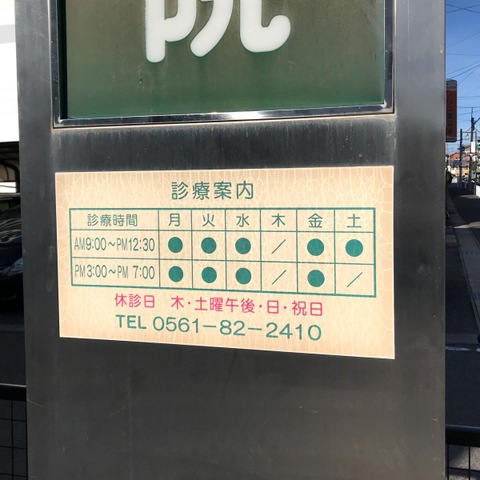 院
診療案内
診療時間 月 火 水 木 金 土
AM9:00~PM12:30 ● ● ● / ● ●
PM3:00~PM 7:00 ● ● ● / ● /
休診日 木・土曜午後・日・祝日
TEL 0561-82-2410